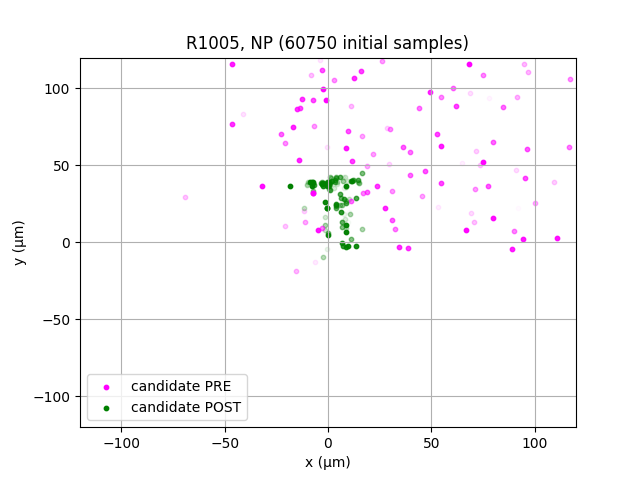 R1005, NP (60750 initial samples)
100
50
0
−50
−100
y (μm)
candidate PRE
candidate POST
−100
−50
0
50
100
x (μm)